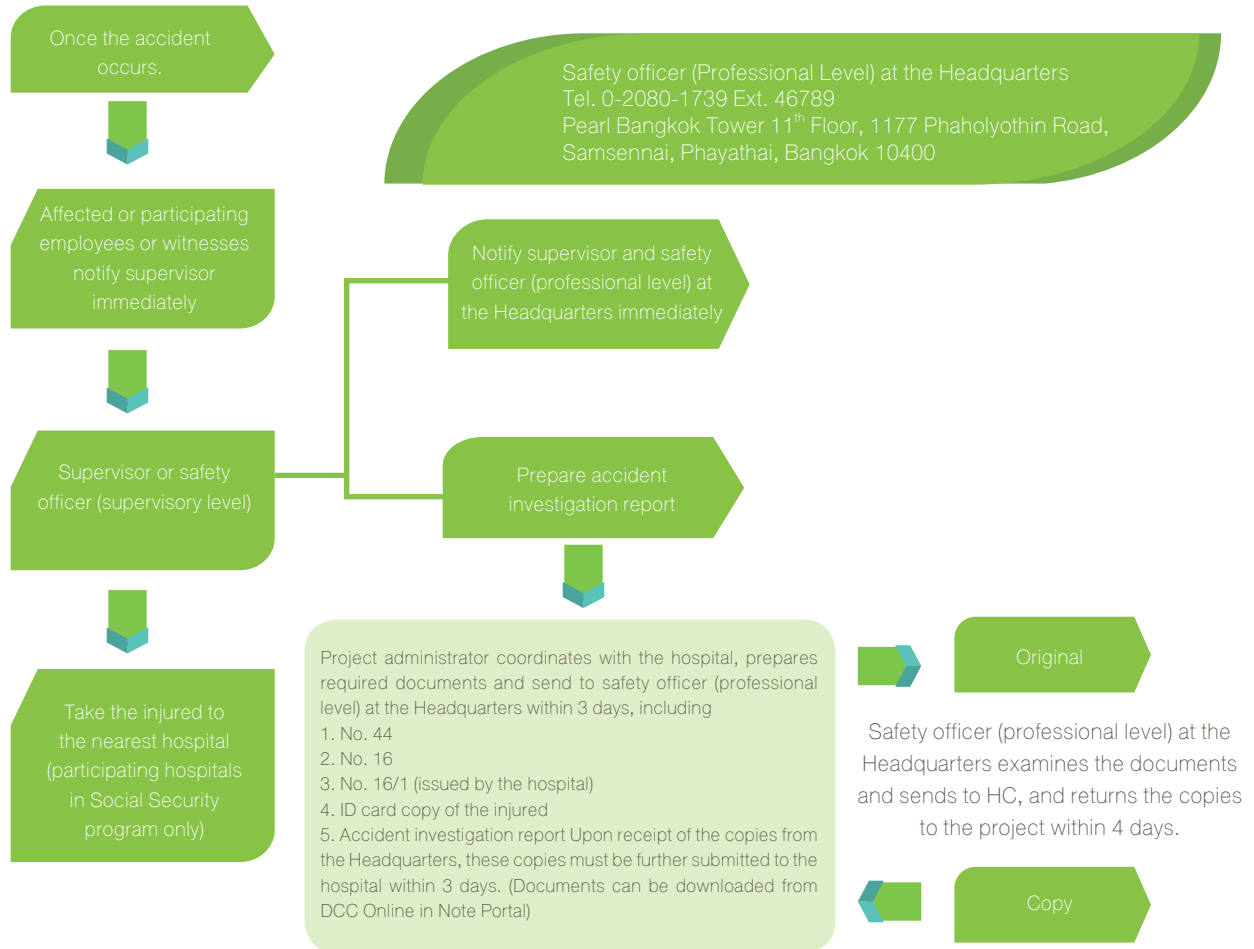 Once the accident
occurs.
Safety officer (Professional Level) at the Headquarters
Tel. 0-2080-1739 Ext. 46789
Pearl Bangkok Tower 11th Floor, 1177 Phaholyothin Road,
Samsennai, Phayathai, Bangkok 10400
Affected or participating
employees or witnesses
notify supervisor
immediately
Notify supervisor and safety
officer (professional level) at
the Headquarters immediately
Supervisor or safety
officer (supervisory level)
Prepare accident
investigation report
Take the injured to
the nearest hospital
(participating hospitals
in Social Security
program only)
Project administrator coordinates with the hospital, prepares
required documents and send to safety officer (professional
level) at the Headquarters within 3 days, including
1. No. 44
2. No. 16
3. No. 16/1 (issued by the hospital)
4. ID card copy of the injured
5. Accident investigation report Upon receipt of the copies from
the Headquarters, these copies must be further submitted to the
hospital within 3 days. (Documents can be downloaded from
DCC Online in Note Portal)
Original
Safety officer (professional level) at the
Headquarters examines the documents
and sends to HC, and returns the copies
to the project within 4 days.
Copy